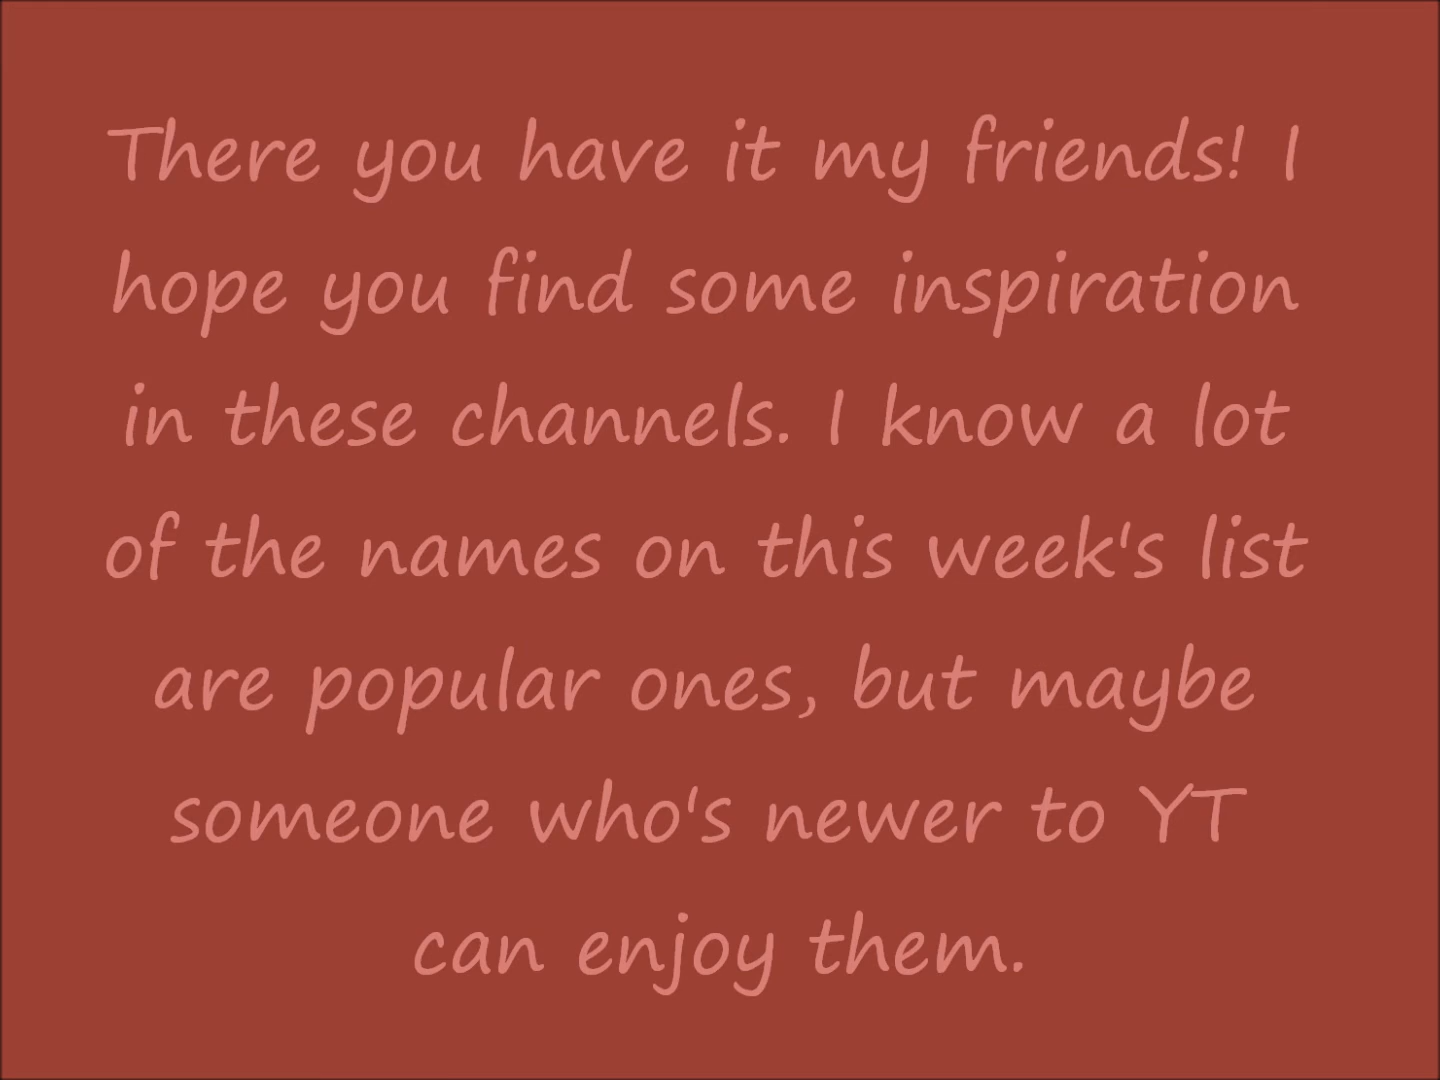 There you have it my friends! I
hope you find some inspiration
in these channels. I know a lot
of the names on this week's list
are popular ones, but maybe
someone who's newer to YT
can enjoy them.